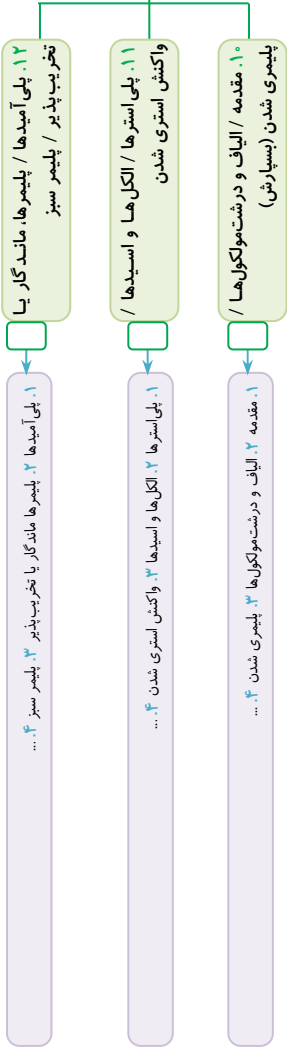 ۱۰. مقدمه / الیاف و درشت‌مولکول‌ها /
پلیمری شدن (بسپارش)
۱. مقدمه ۲. الیاف و درشت‌مولکول‌ها ۳. پلیمری شدن ۴. ...
۱۱. پلی‌استرها / الکل‌ها و اسیدها /
واکنش استری شدن
۱. پلی‌استرها ۲. الکل‌ها و اسیدها ۳. واکنش استری شدن ۴. ...
۱۲. پلی‌آمیدها / پلیمرها، ماندگار یا
تخریب‌پذیر / پلیمر سبز
۱. پلی‌آمیدها ۲. پلیمرها ماندگار یا تخریب‌پذیر ۳. پلیمر سبز ۴. ...